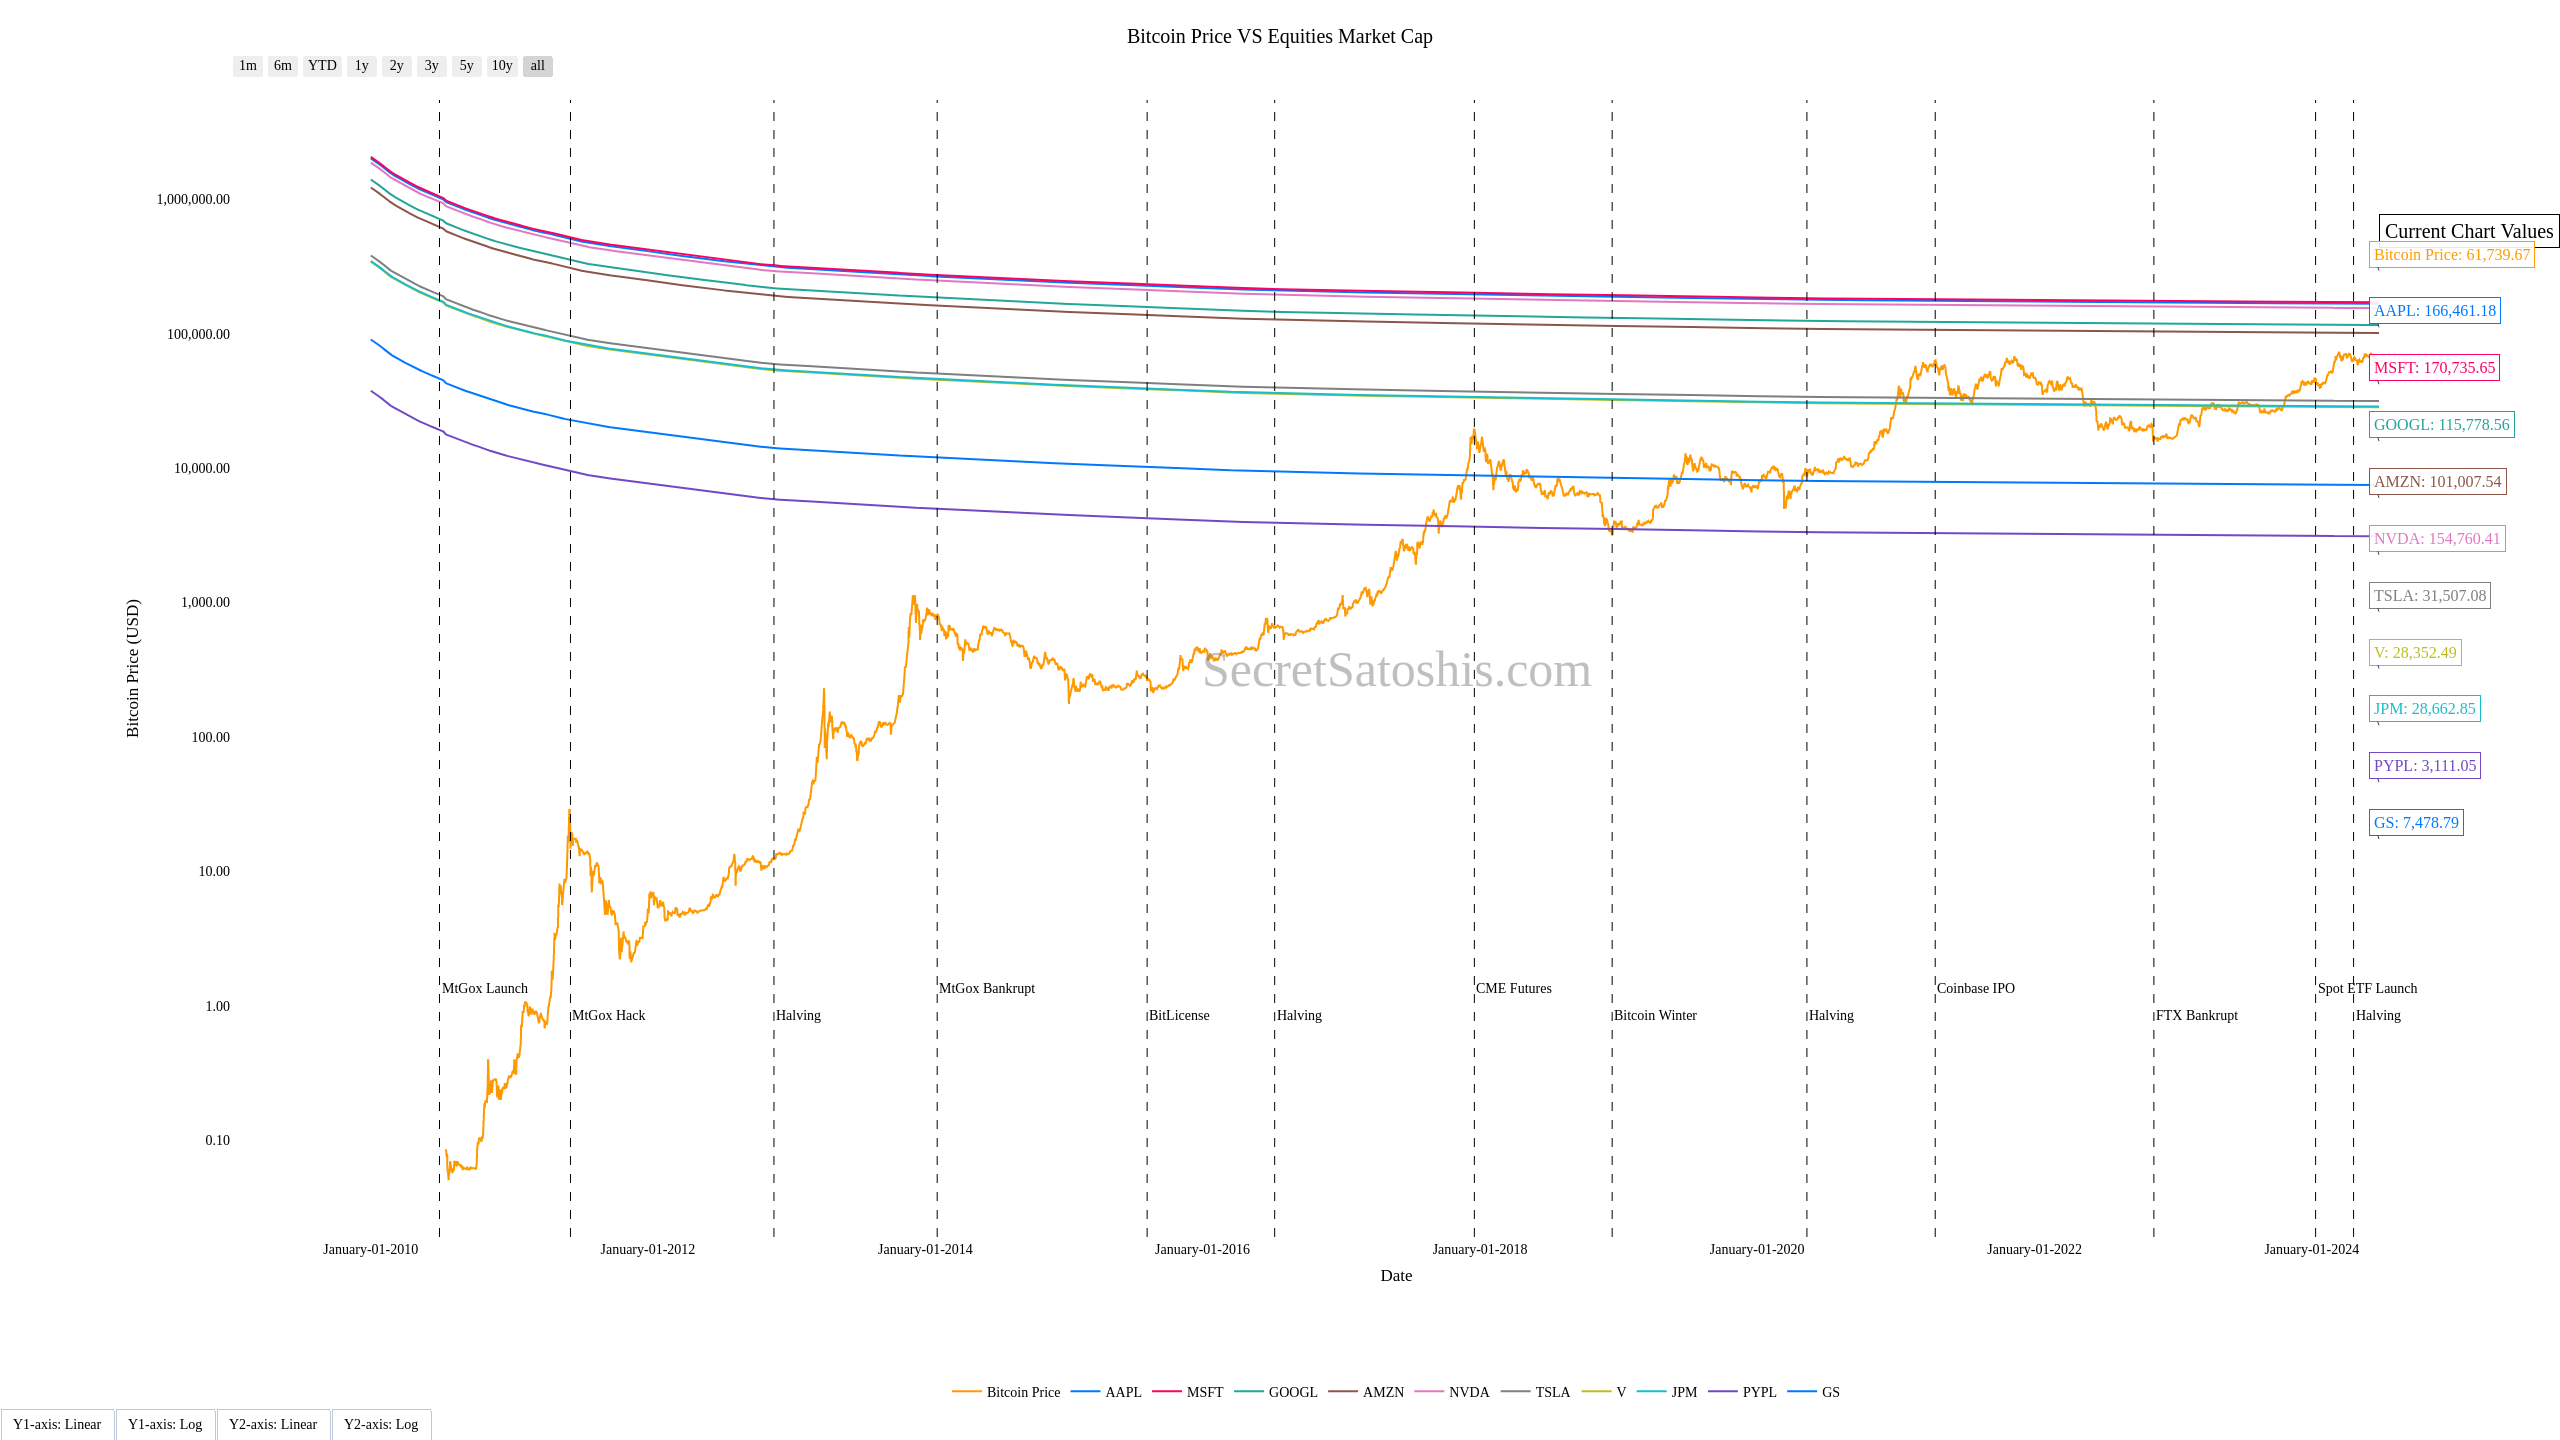 Bitcoin Price VS Equities Market Cap
1m 6m YTD 1y 2y 3y 5y 10y all
1,000,000.00
100,000.00
10,000.00
1,000.00
100.00
10.00
1.00
0.10
Bitcoin Price (USD)
Current Chart Values
Bitcoin Price: 61,739.67
AAPL: 166,461.18
MSFT: 170,735.65
GOOGL: 115,778.56
AMZN: 101,007.54
NVDA: 154,760.41
TSLA: 31,507.08
V: 28,352.49
JPM: 28,662.85
PYPL: 3,111.05
GS: 7,478.79
SecretSatoshis.com
MtGox Launch
MtGox Hack
Halving
MtGox Bankrupt
BitLicense
Halving
CME Futures
Bitcoin Winter
Halving
Coinbase IPO
FTX Bankrupt
Spot ETF Launch
Halving
January-01-2010 January-01-2012 January-01-2014 January-01-2016 January-01-2018 January-01-2020 January-01-2022 January-01-2024
Date
Bitcoin Price AAPL MSFT GOOGL AMZN NVDA TSLA V JPM PYPL GS
Y1-axis: Linear Y1-axis: Log Y2-axis: Linear Y2-axis: Log